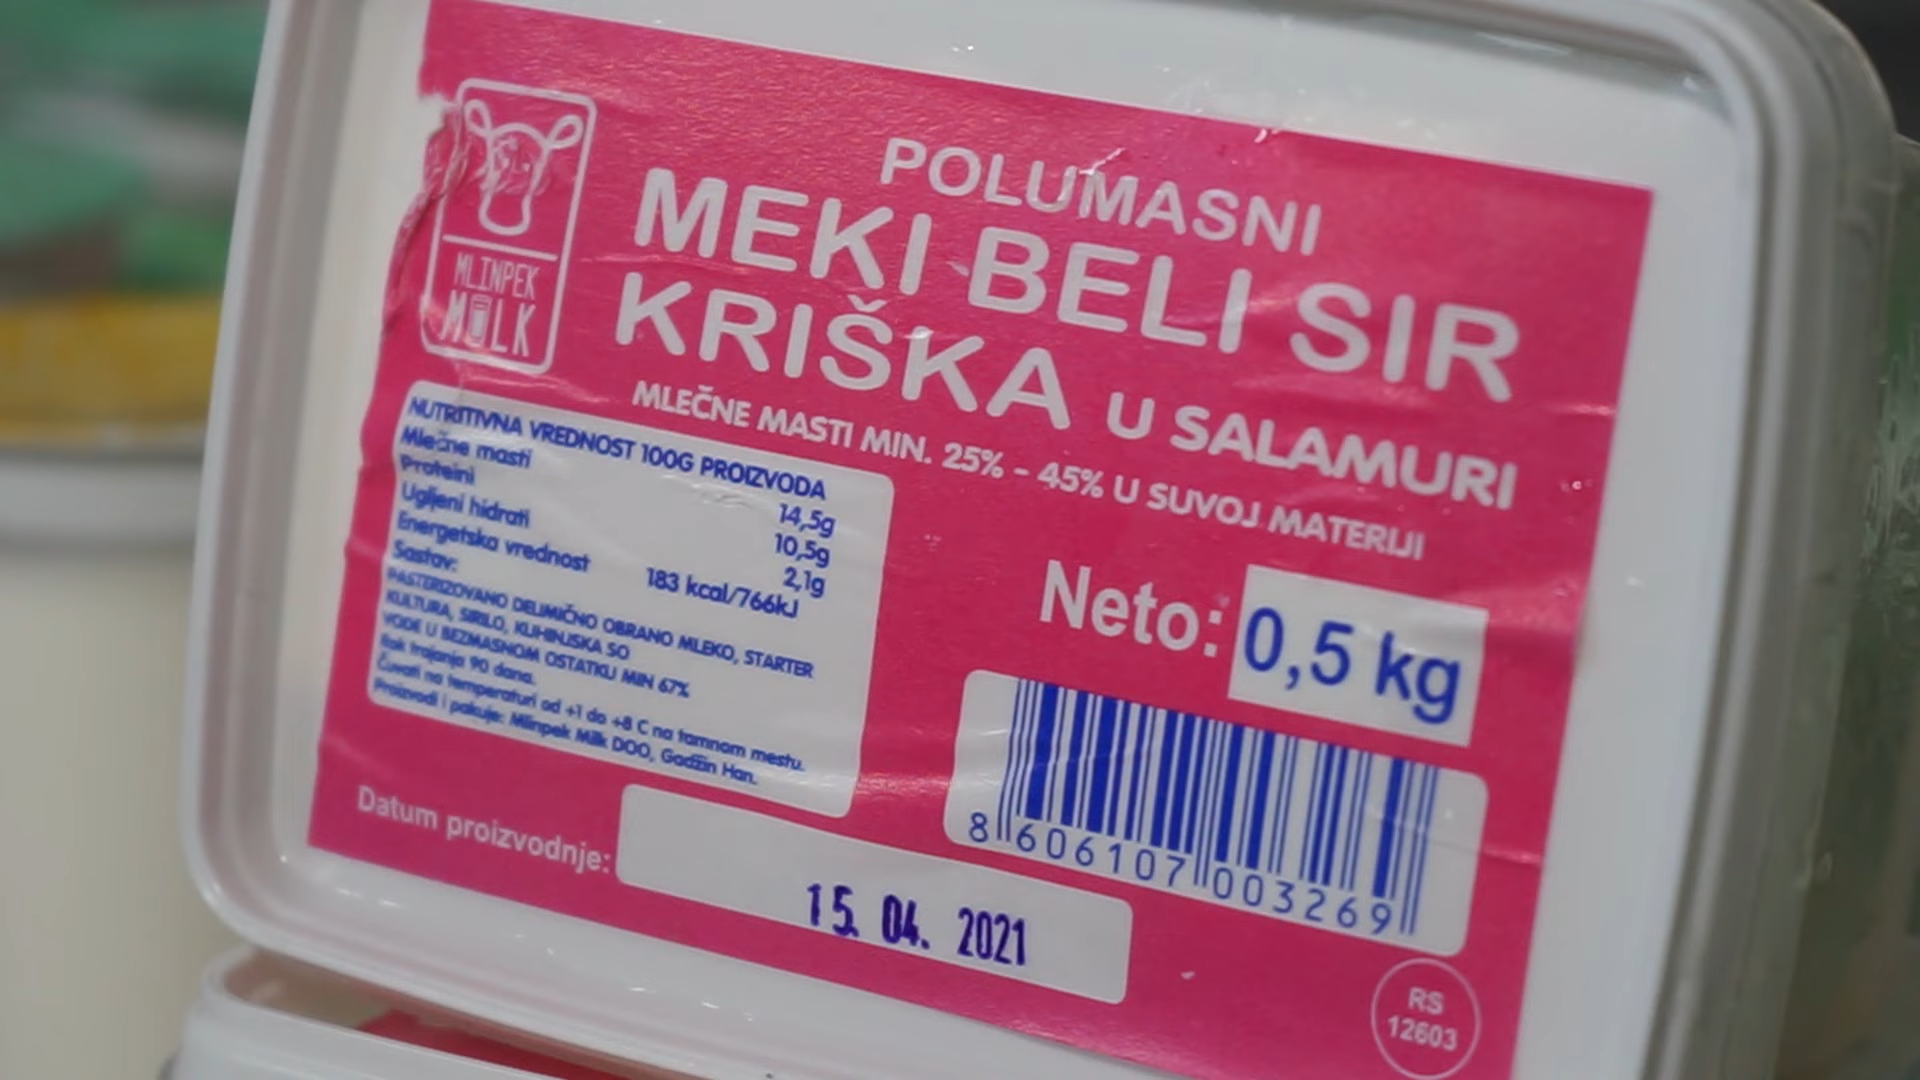 POLUMASNI
MEKI BELI SIR
KRIŠKA U SALAMURI
MLEČNE MASTI MIN. 25% - 45% U SUVOJ MATERIJI
MLINPEK
MILK
NUTRITIVNA VREDNOST 100G PROIZVODA
Mlečne masti 14,5g
Proteini 10,5g
Ugljeni hidrati 2,1g
Energetska vrednost 183 kcal/766kJ
Sastav:
PASTERIZOVANO DELIMIČNO OBRANO MLEKO, STARTER
KULTURA, SIRILO, KUHINJSKA SO
VODE U BEZMASNOM OSTATKU MIN 67%
Rok trajanja 90 dana.
Čuvati na temperaturi od +1 do +8 C na tamnom mestu.
Proizvodi i pakuje: Mlinpek Milk DOO, Gadžin Han.
Neto: 0,5 kg
8 606107 003269
Datum proizvodnje: 15. 04. 2021
RS
12603